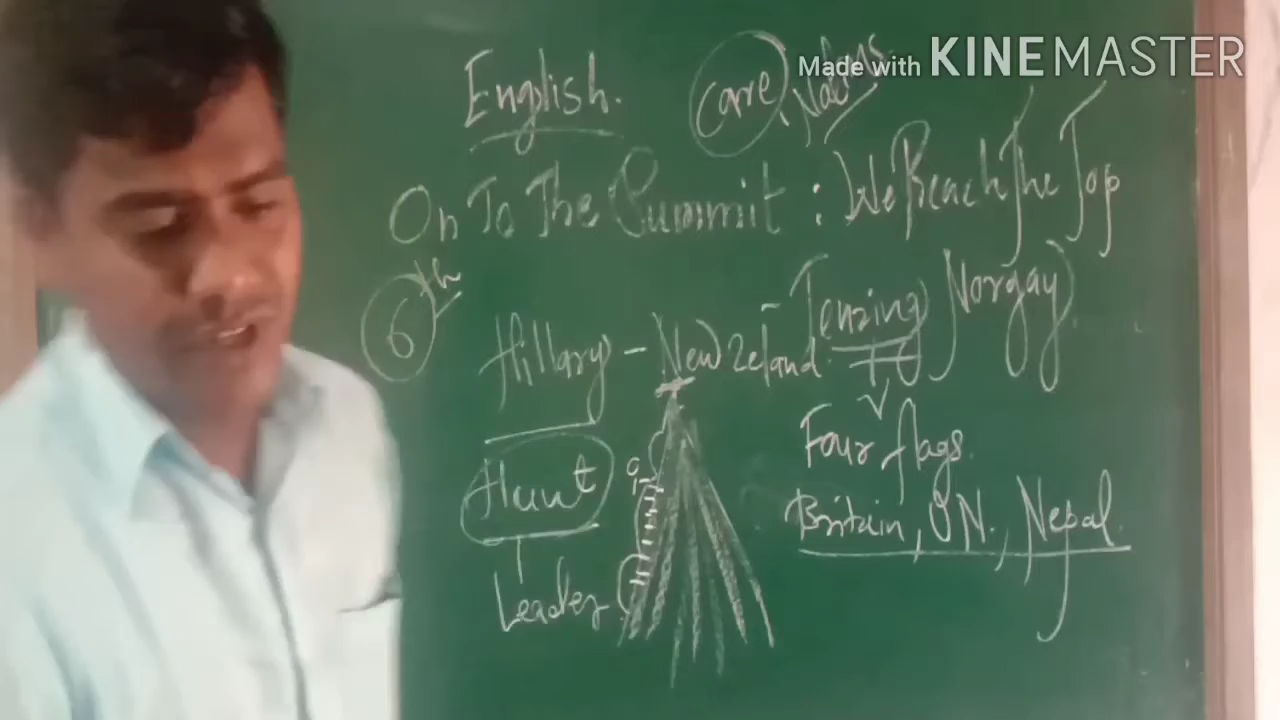 Made with KINEMASTER
English. Care
On To The Summit : We Reach The Top
6th
Hillary - New Zeland. Tenzing Norgay
Hunt
Leader
Four flags.
Britain, UN., Nepal.